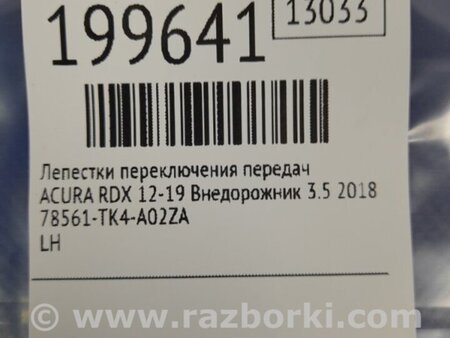 199641
13033
Лепестки переключения передач
ACURA RDX 12-19 Внедорожник 3.5 2018
78561-TK4-A02ZA
LH
www.razborki.com